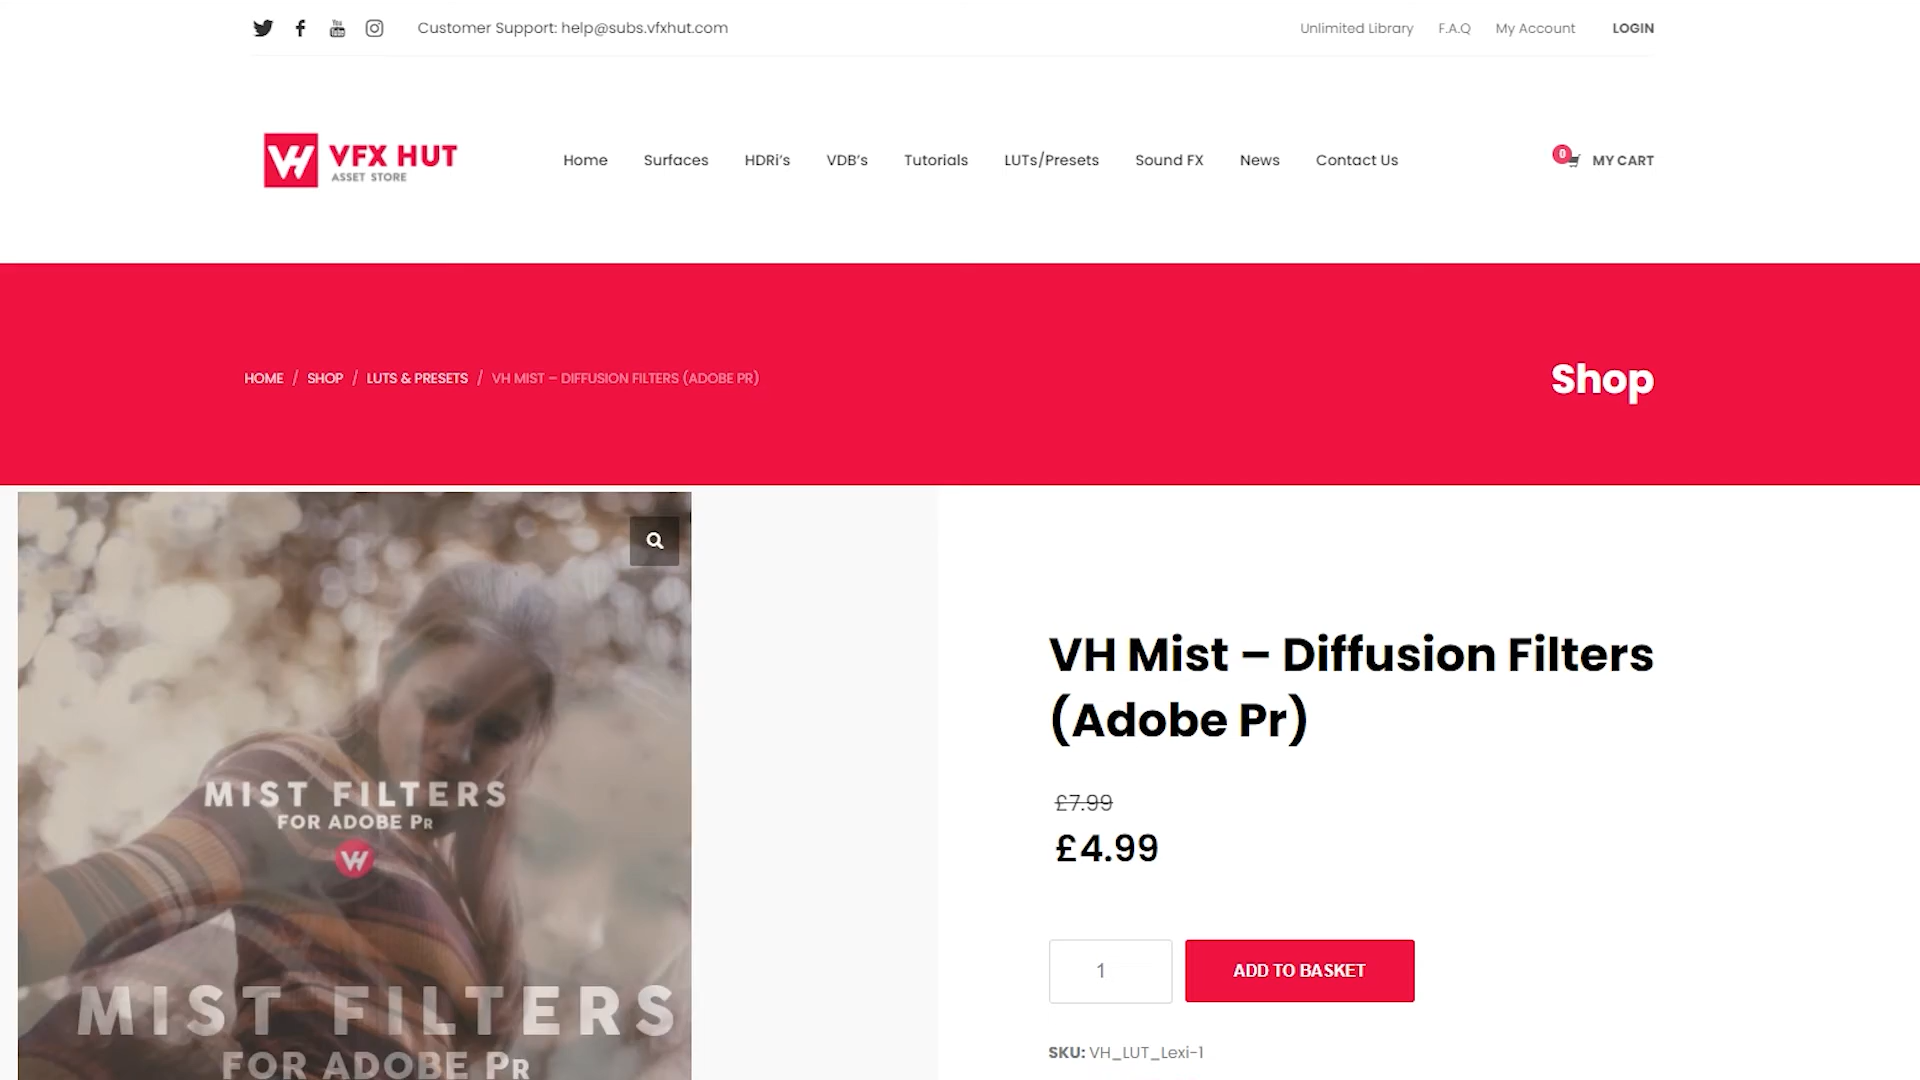 Customer Support: help@subs.vfxhut.com
Unlimited Library F.A.Q My Account LOGIN
VFX HUT
ASSET STORE
Home Surfaces HDRi’s VDB’s Tutorials LUTs/Presets Sound FX News Contact Us
0 MY CART
HOME / SHOP / LUTS & PRESETS / VH MIST – DIFFUSION FILTERS (ADOBE PR)
Shop
MIST FILTERS
FOR ADOBE PR
MIST FILTERS
FOR ADOBE PR
VH Mist – Diffusion Filters
(Adobe Pr)
£7.99
£4.99
1 ADD TO BASKET
SKU: VH_LUT_Lexi-1